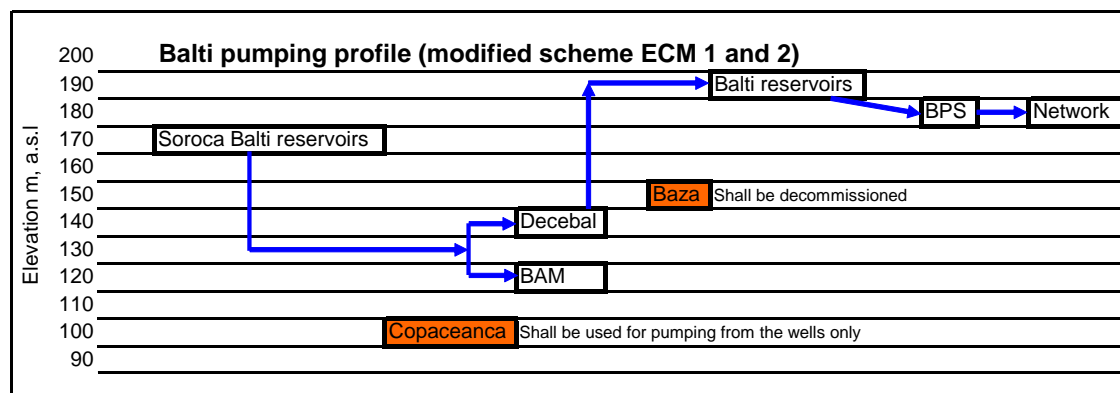 Balti pumping profile (modified scheme ECM 1 and 2)
Elevation m, a.s.l
200
190 Balti reservoirs
180 BPS Network
170 Soroca Balti reservoirs
160
150 Baza Shall be decommissioned
140 Decebal
130
120 BAM
110
100 Copaceanca Shall be used for pumping from the wells only
90